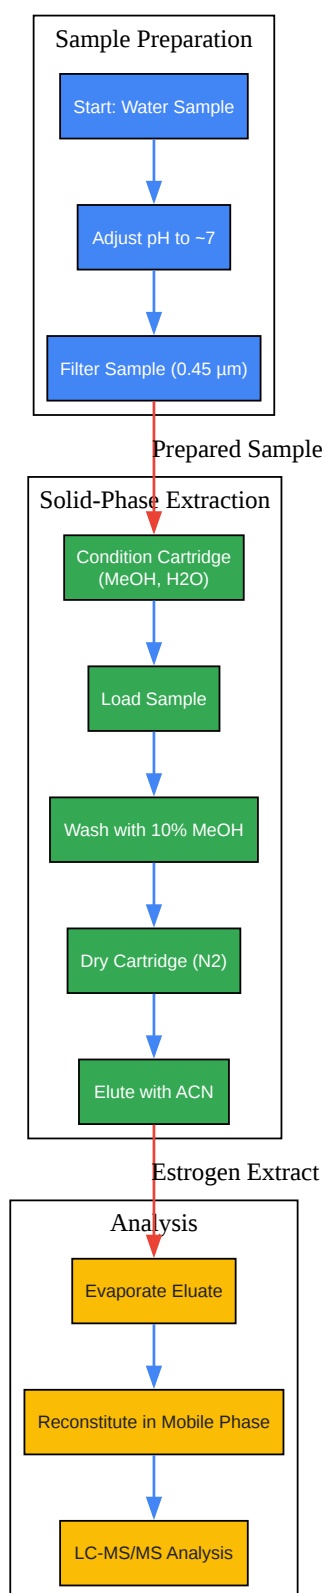 Sample Preparation
Start: Water Sample
Adjust pH to ~7
Filter Sample (0.45 µm)
Prepared Sample
Solid-Phase Extraction
Condition Cartridge
(MeOH, H2O)
Load Sample
Wash with 10% MeOH
Dry Cartridge (N2)
Elute with ACN
Estrogen Extract
Analysis
Evaporate Eluate
Reconstitute in Mobile Phase
LC-MS/MS Analysis